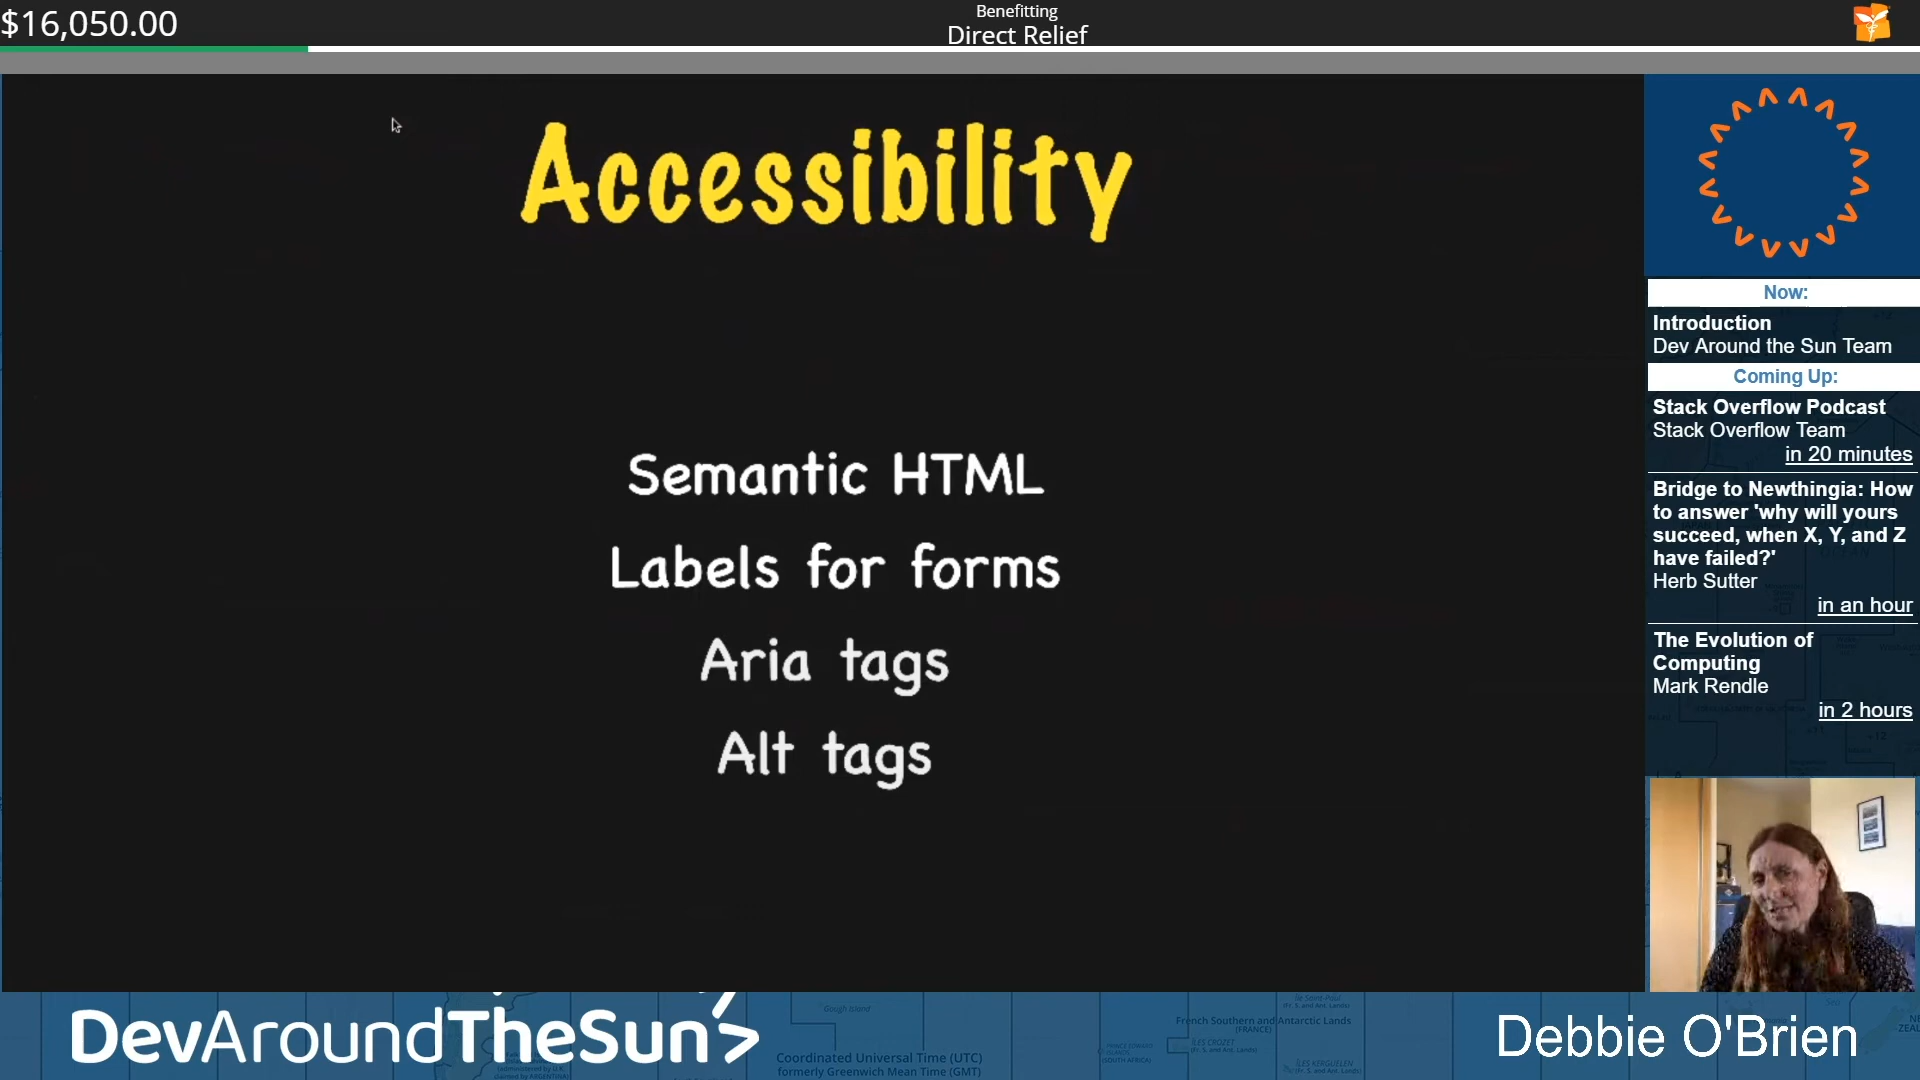 $16,050.00
Benefitting
Direct Relief
Accessibility
Semantic HTML
Labels for forms
Aria tags
Alt tags
Now:
Introduction
Dev Around the Sun Team
Coming Up:
Stack Overflow Podcast
Stack Overflow Team
in 20 minutes
Bridge to Newthingia: How
to answer 'why will yours
succeed, when X, Y, and Z
have failed?'
Herb Sutter
in an hour
The Evolution of
Computing
Mark Rendle
in 2 hours
DevAroundTheSun
Gough Island
Coordinated Universal Time (UTC)
formerly Greenwich Mean Time (GMT)
French Southern and Antarctic Lands
(FRANCE)
Debbie O'Brien